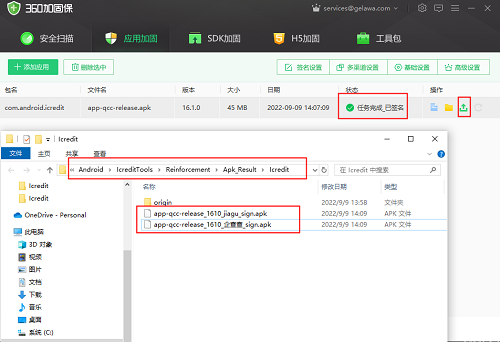 360加固保
services@gelawa.com
安全扫描 应用加固 SDK加固 H5加固 工具包
+ 添加应用 删除选中 签名设置 多渠道设置 基础设置 高级设置
包名 文件名 版本 大小 日期 状态 操作
com.android.icredit app-qcc-release.apk 16.1.0 45 MB 2022-09-09 14:07:09 任务完成_已签名
Icredit
文件 主页 共享 查看
« Android > IcreditTools > Reinforcement > Apk_Result > Icredit 在 Icredit 中搜索
名称 修改日期 类型
Icredit
Icredit
OneDrive - Personal
此电脑
3D 对象
视频
图片
文档
下载
音乐
桌面
系统 (C:)
origin 2022/9/9 13:58 文件夹
app-qcc-release_1610_jiagu_sign.apk 2022/9/9 14:09 APK 文件
app-qcc-release_1610_企查查_sign.apk 2022/9/9 14:09 APK 文件